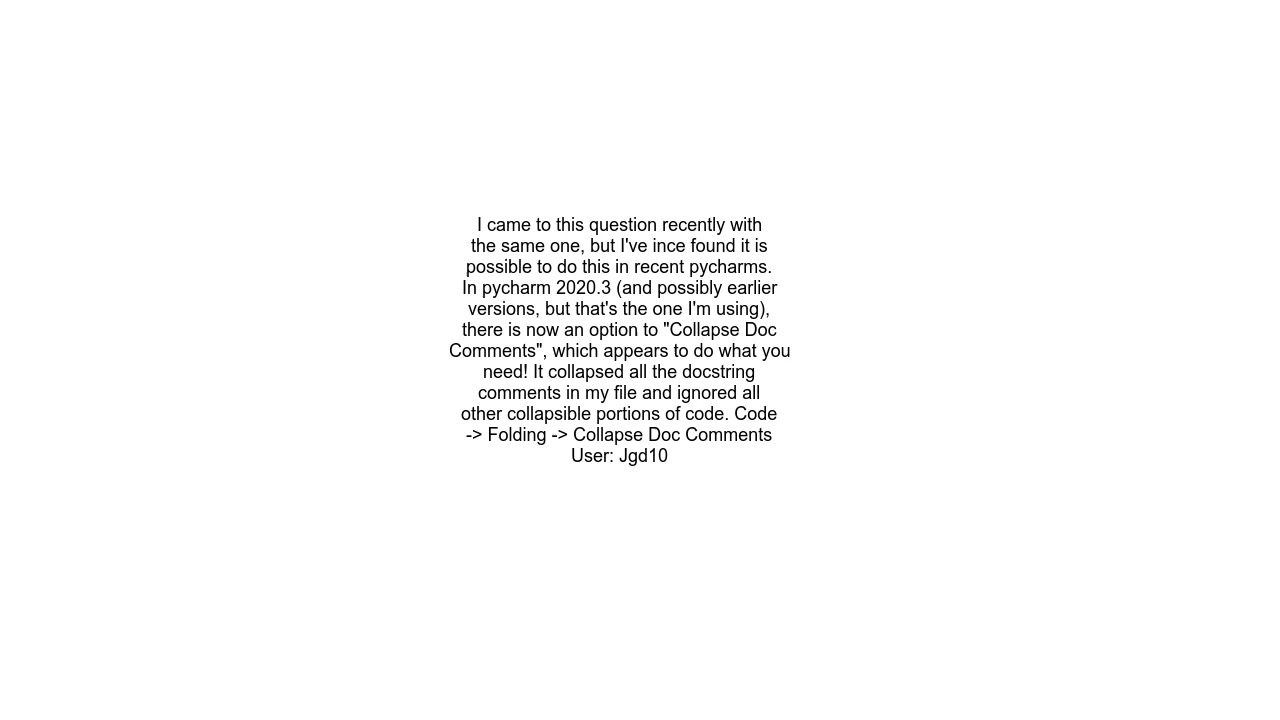 I came to this question recently with
the same one, but I've ince found it is
possible to do this in recent pycharms.
In pycharm 2020.3 (and possibly earlier
versions, but that's the one I'm using),
there is now an option to "Collapse Doc
Comments", which appears to do what you
need! It collapsed all the docstring
comments in my file and ignored all
other collapsible portions of code. Code
-> Folding -> Collapse Doc Comments
User: Jgd10